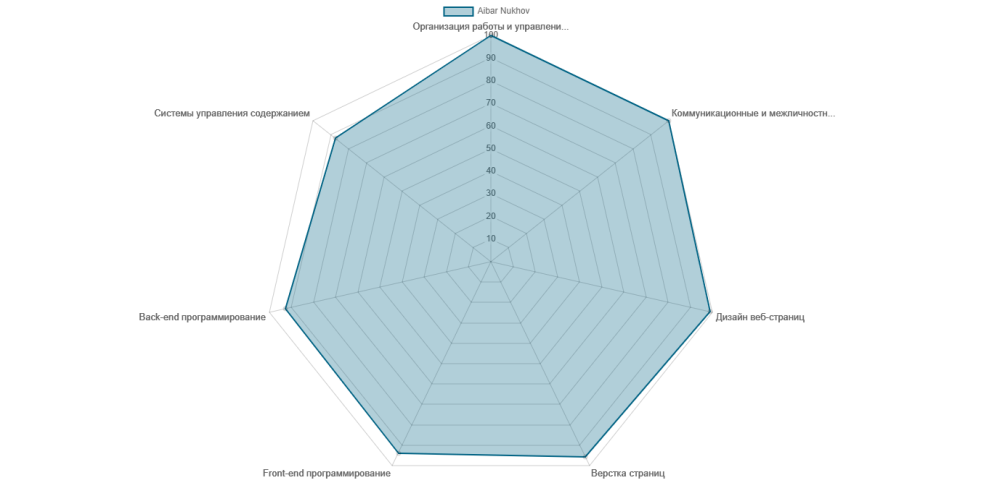 Aibar Nukhov
Организация работы и управлени...
100
90
80
70
60
50
40
30
20
10
Системы управления содержанием
Коммуникационные и межпличностн...
Back-end программирование
Дизайн веб-страниц
Front-end программирование
Верстка страниц